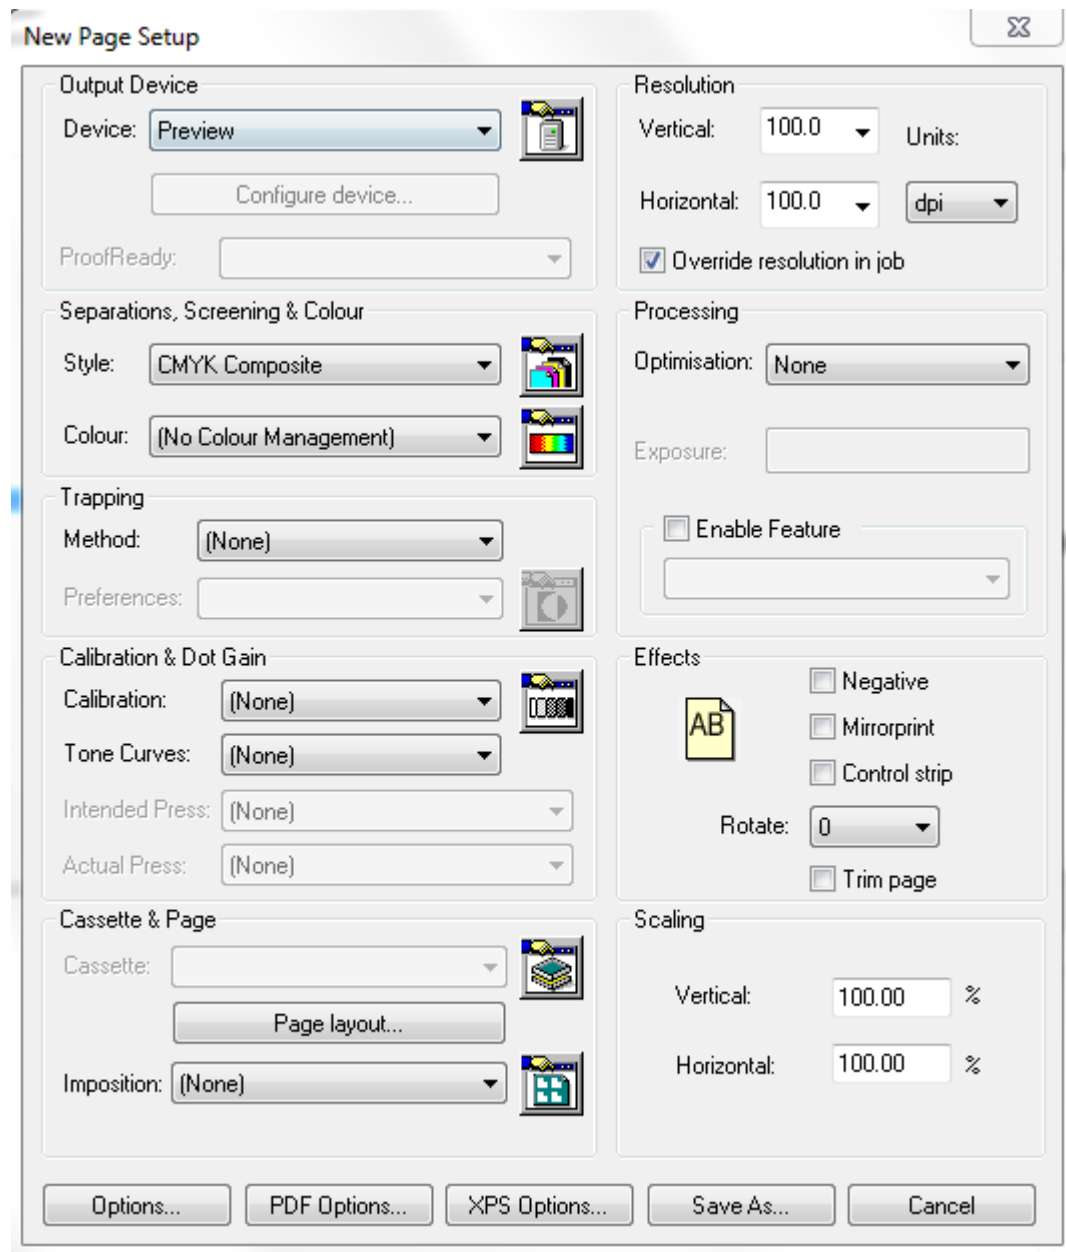 New Page Setup
Output Device
Device: Preview
Configure device...
ProofReady:
Separations, Screening & Colour
Style: CMYK Composite
Colour: (No Colour Management)
Trapping
Method: (None)
Preferences:
Calibration & Dot Gain
Calibration: (None)
Tone Curves: (None)
Intended Press: (None)
Actual Press: (None)
Cassette & Page
Cassette:
Page layout...
Imposition: (None)
Resolution
Vertical: 100.0 Units:
Horizontal: 100.0 dpi
Override resolution in job
Processing
Optimisation: None
Exposure:
Enable Feature
Effects
AB
Negative
Mirrorprint
Control strip
Rotate: 0
Trim page
Scaling
Vertical: 100.00 %
Horizontal: 100.00 %
Options... PDF Options... XPS Options... Save As... Cancel